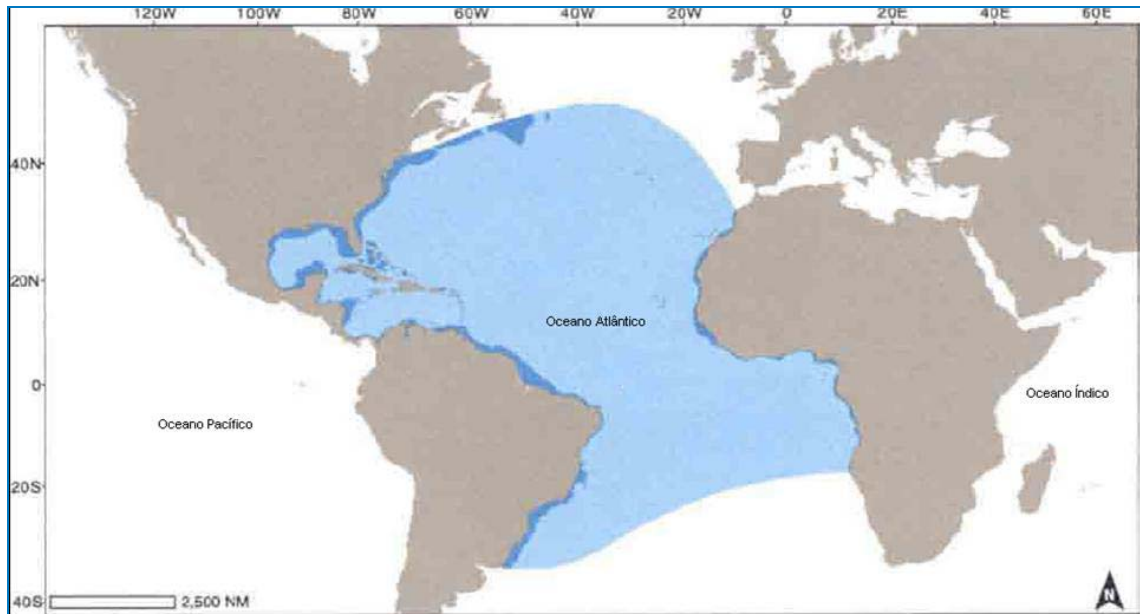 120W 100W 80W 60W 40W 20W 0 20E 40E 60E
40N
20N
Oceano Atlântico
0
Oceano Índico
Oceano Pacífico
20S
40S
2,500 NM
N